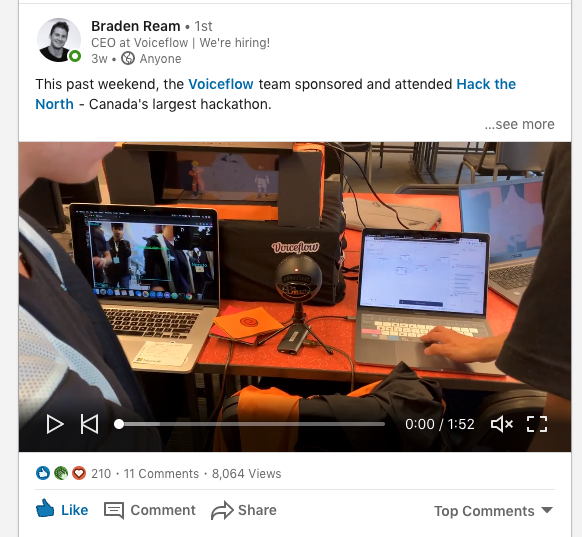 Braden Ream • 1st
CEO at Voiceflow | We're hiring!
3w • Anyone
This past weekend, the Voiceflow team sponsored and attended Hack the
North - Canada's largest hackathon.
...see more
Voiceflow
0:00 / 1:52
210 · 11 Comments · 8,064 Views
Like Comment Share Top Comments